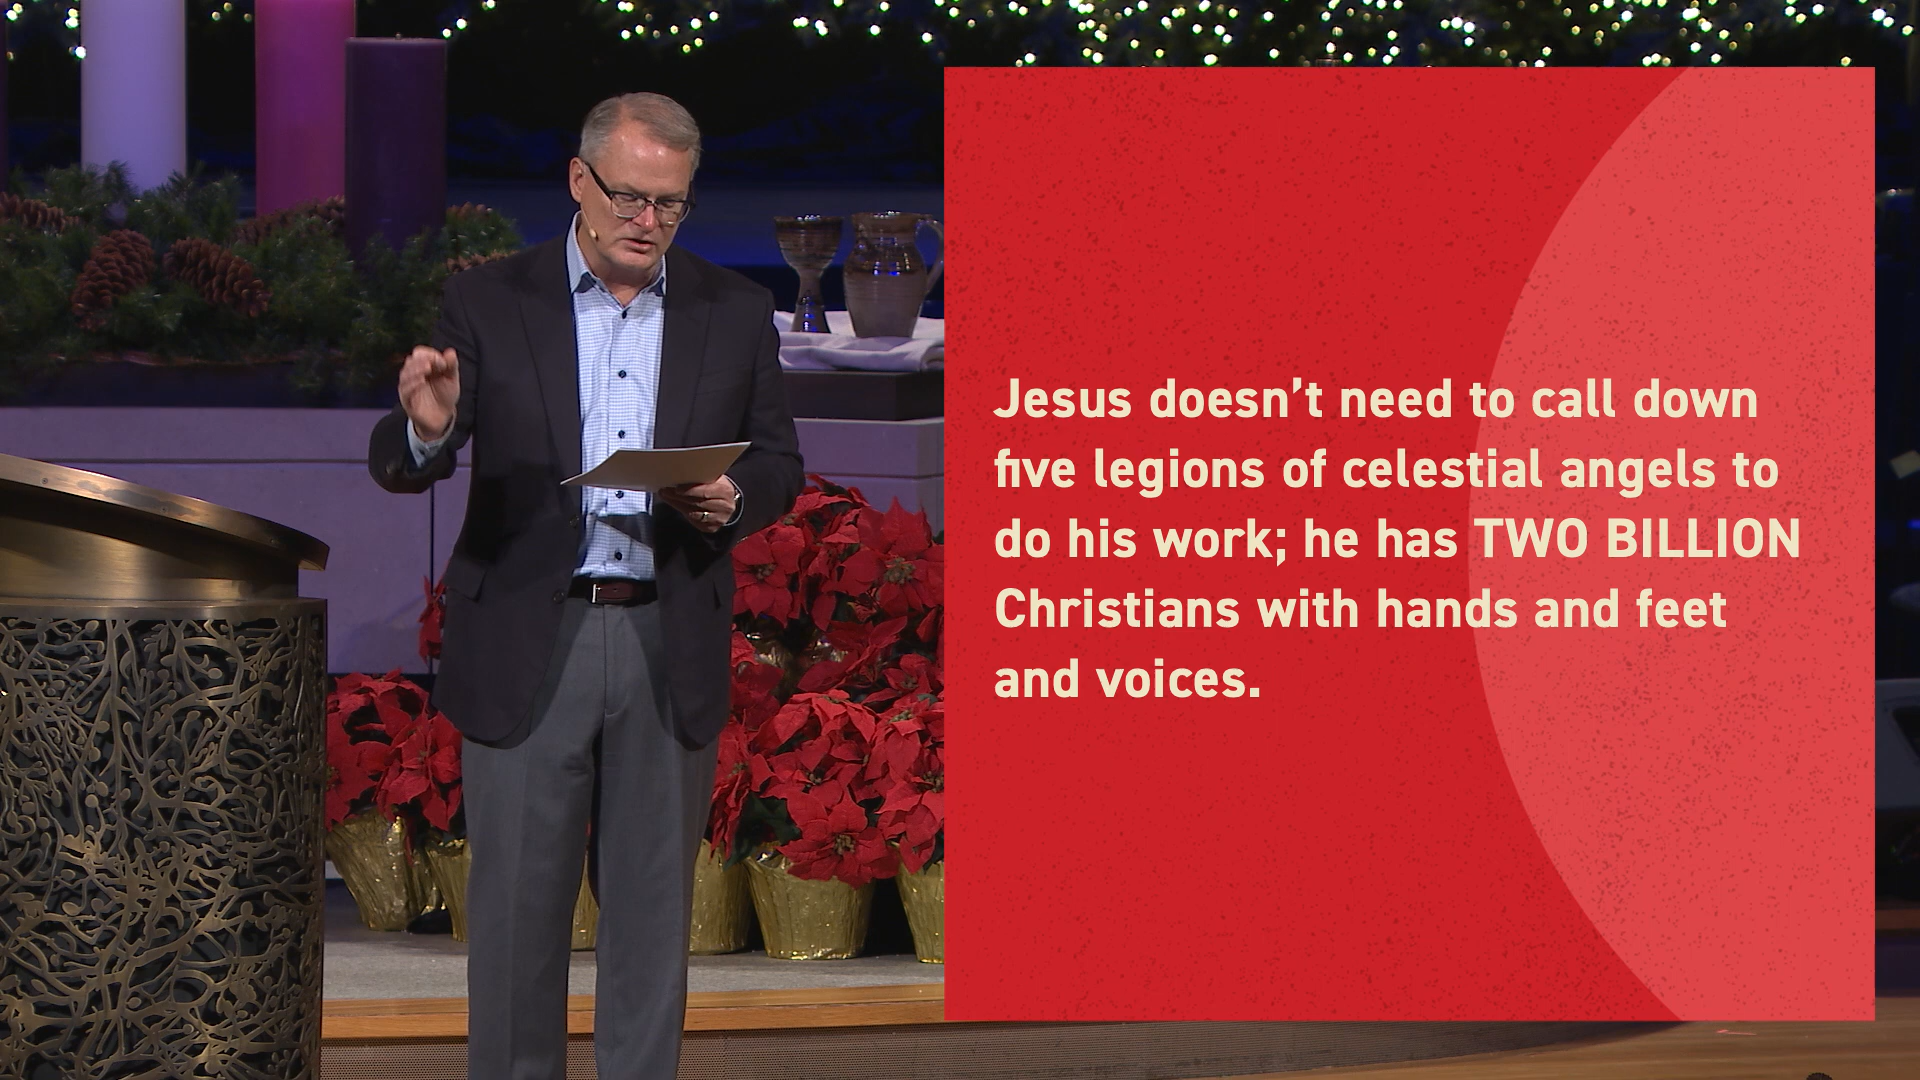 Jesus doesn’t need to call down
five legions of celestial angels to
do his work; he has TWO BILLION
Christians with hands and feet
and voices.